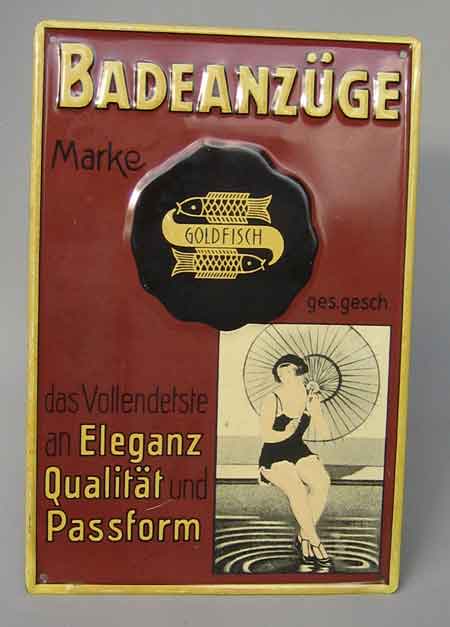 BADEANZÜGE
Marke
GOLDFISCH
ges.gesch.
das Vollendetste
an Eleganz
Qualität und
Passform